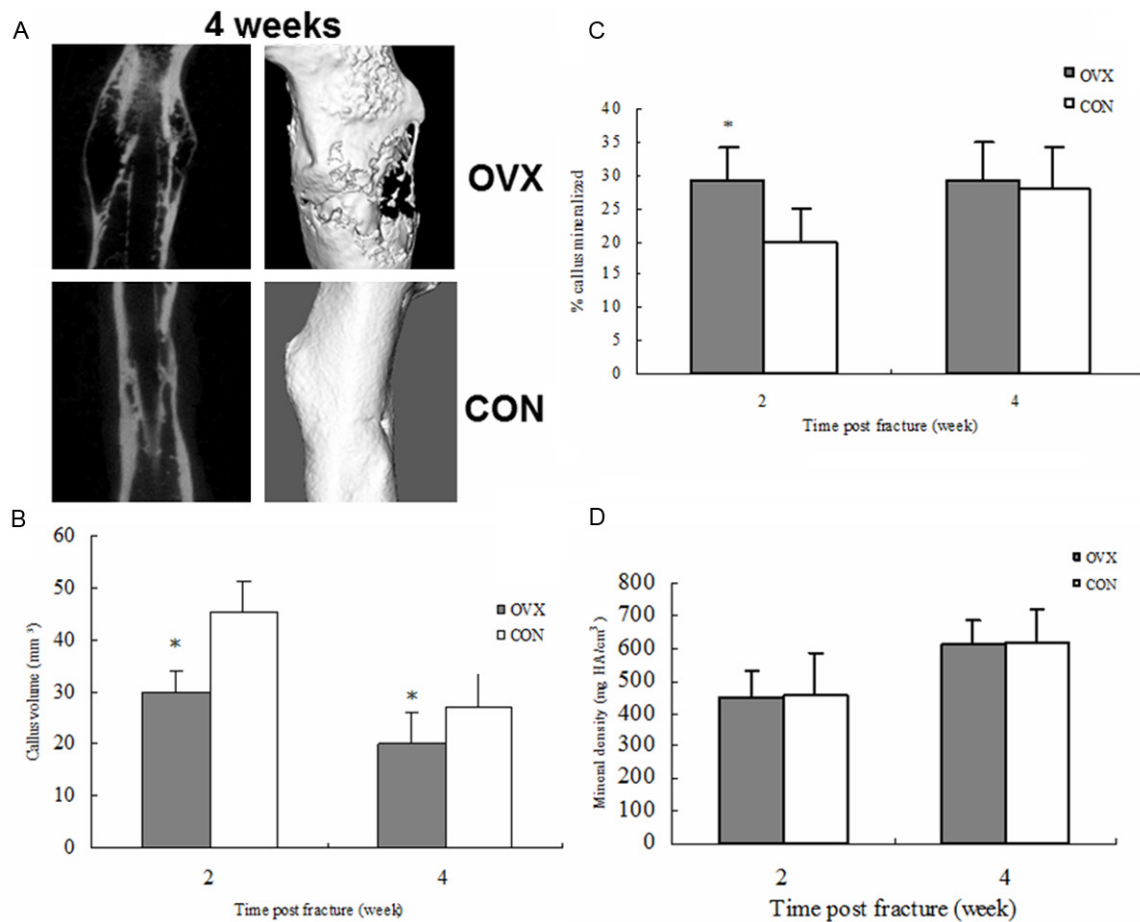 A
4 weeks
OVX
CON
B
60
50
40
30
20
10
0
Callus volume (mm³)
*
*
OVX
CON
2
4
Time post fracture (week)
C
OVX
CON
40
35
30
25
20
15
10
5
0
% callus mineralized
*
2
4
Time post fracture (week)
D
OVX
CON
800
700
600
500
400
300
200
100
0
Mineral density (mg HA/cm³)
2
4
Time post fracture (week)